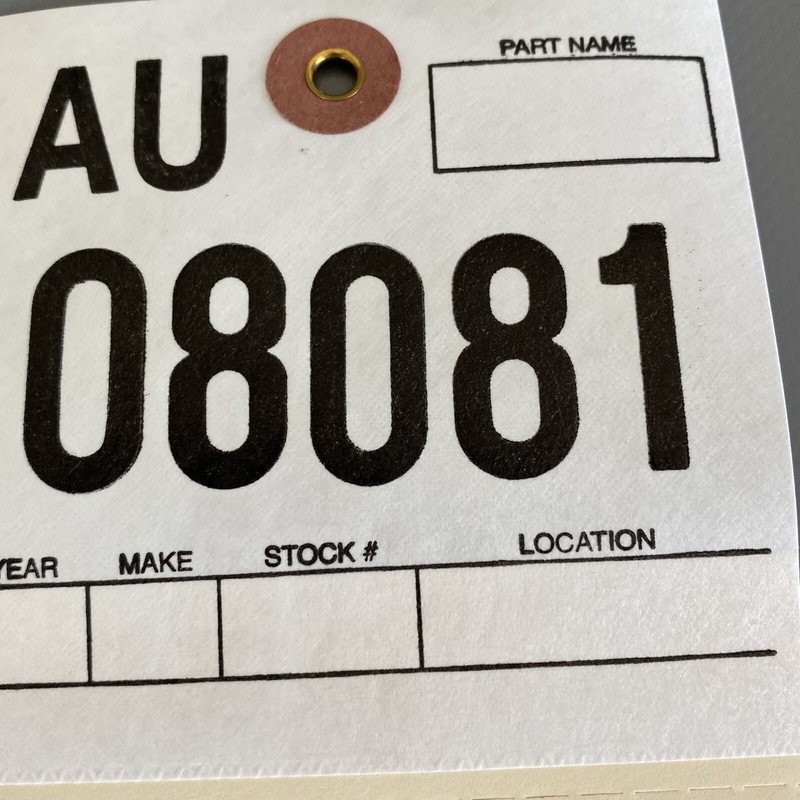 AU
PART NAME
08081
YEAR MAKE STOCK # LOCATION